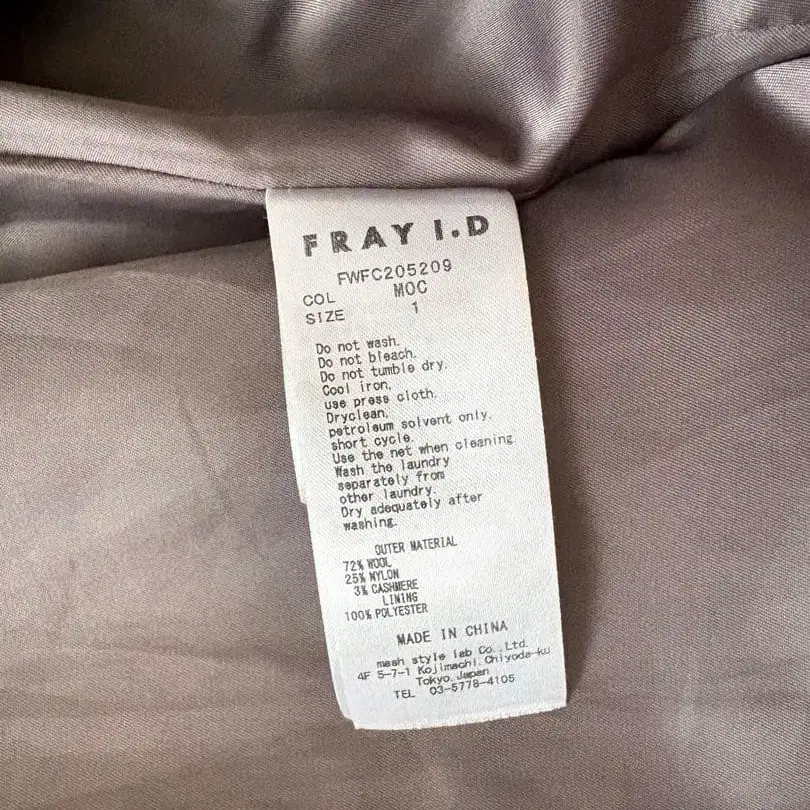 FRAY I.D
FWFC205209
COL MOC
SIZE 1
Do not wash.
Do not bleach.
Do not tumble dry.
Cool iron,
use press cloth.
Dryclean,
petroleum solvent only,
short cycle.
Use the net when cleaning
Wash the laundry
separately from
other laundry.
Dry adequately after
washing.
OUTER MATERIAL
72% WOOL
25% NYLON
3% CASHMERE
LINING
100% POLYESTER
MADE IN CHINA
mash style lab Co., Ltd.
4F 5-7-1 Kojimachi, Chiyoda-ku
Tokyo, Japan
TEL 03-5778-4105